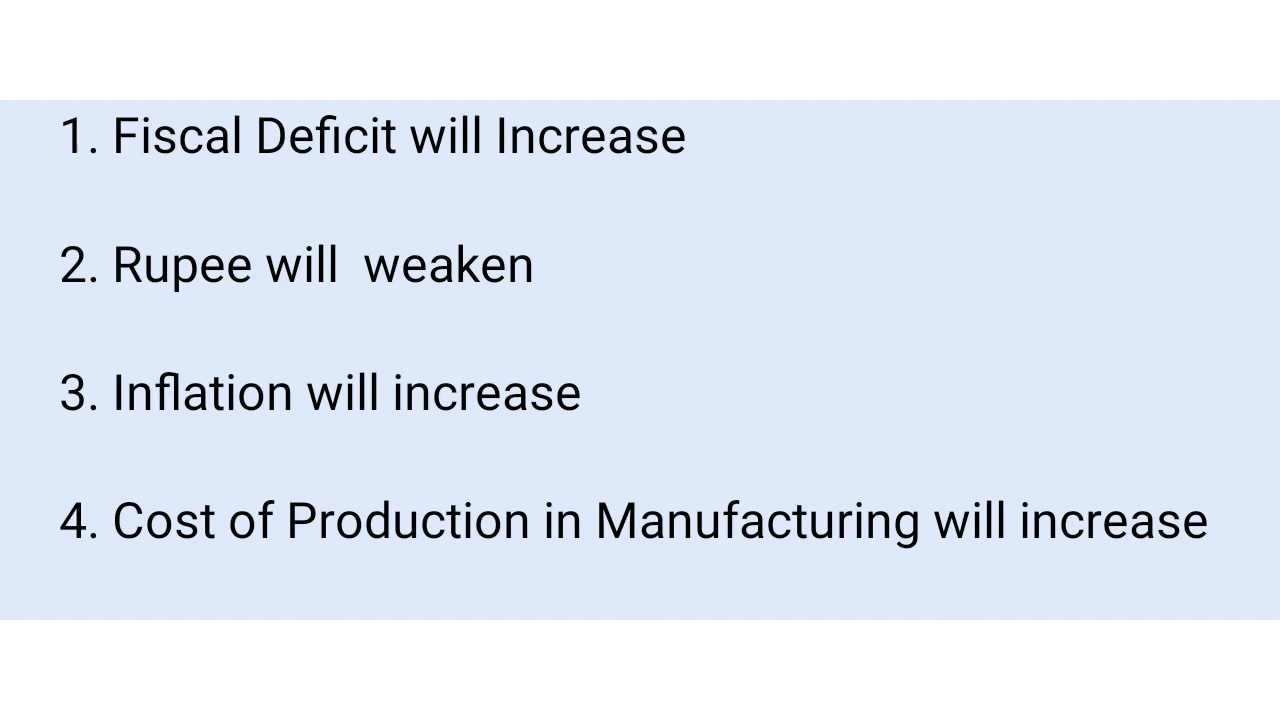 1. Fiscal Deficit will Increase
2. Rupee will  weaken
3. Inflation will increase
4. Cost of Production in Manufacturing will increase